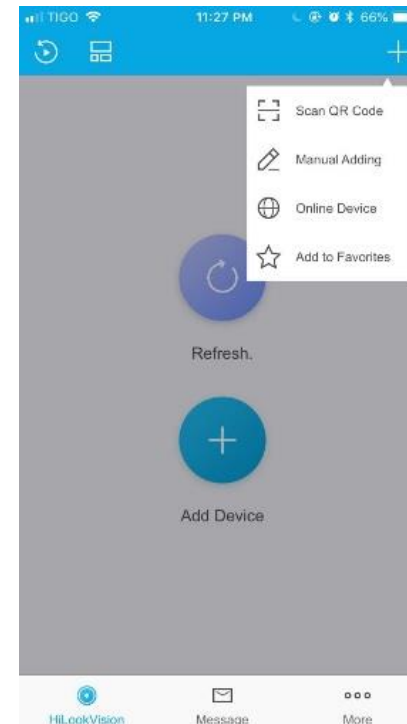 TIGO 11:27 PM 66%
Scan QR Code
Manual Adding
Online Device
Add to Favorites
Refresh.
Add Device
HiLookVision Message More